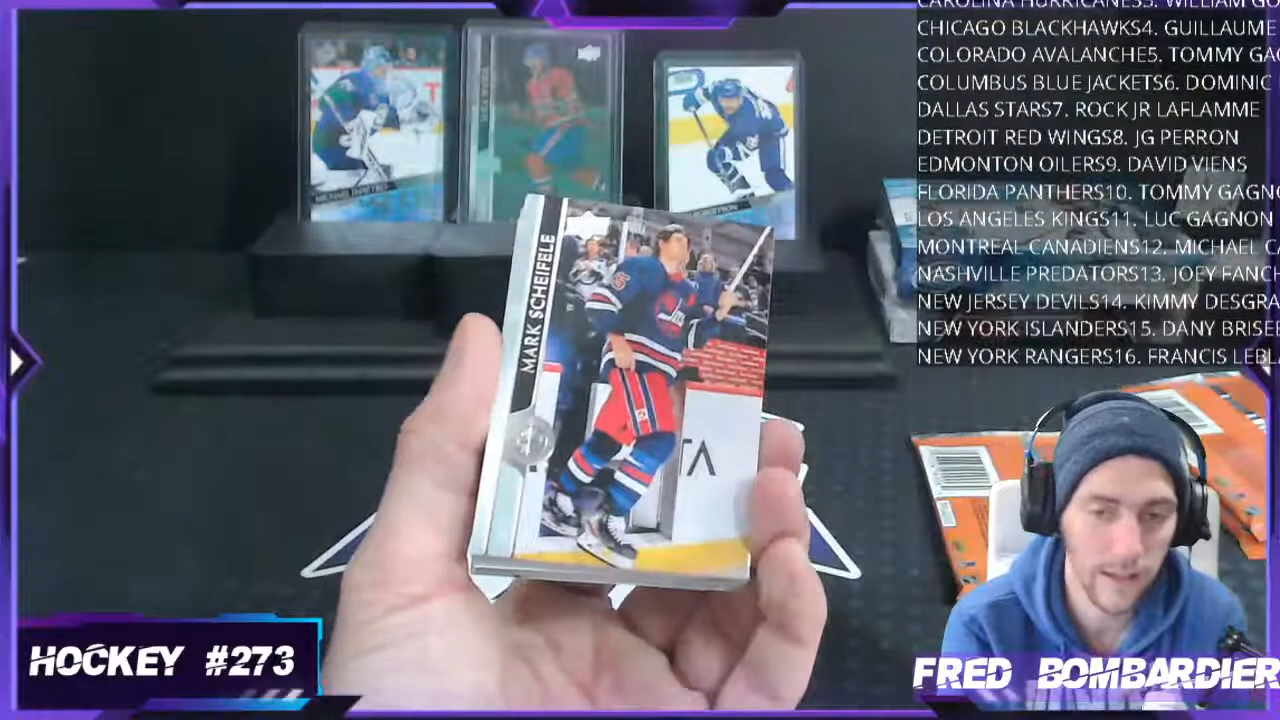 CAROLINA HURRICANES3. WILLIAM GO
CHICAGO BLACKHAWKS4. GUILLAUME
COLORADO AVALANCHE5. TOMMY GAG
COLUMBUS BLUE JACKETS6. DOMINIC
DALLAS STARS7. ROCK JR LAFLAMME
DETROIT RED WINGS8. JG PERRON
EDMONTON OILERS9. DAVID VIENS
FLORIDA PANTHERS10. TOMMY GAGNO
LOS ANGELES KINGS11. LUC GAGNON
MONTREAL CANADIENS12. MICHAEL C
NASHVILLE PREDATORS13. JOEY FANCH
NEW JERSEY DEVILS14. KIMMY DESGRA
NEW YORK ISLANDERS15. DANY BRISEB
NEW YORK RANGERS16. FRANCIS LEBL
MARK SCHEIFELE
HOCKEY #273
FRED BOMBARDIER